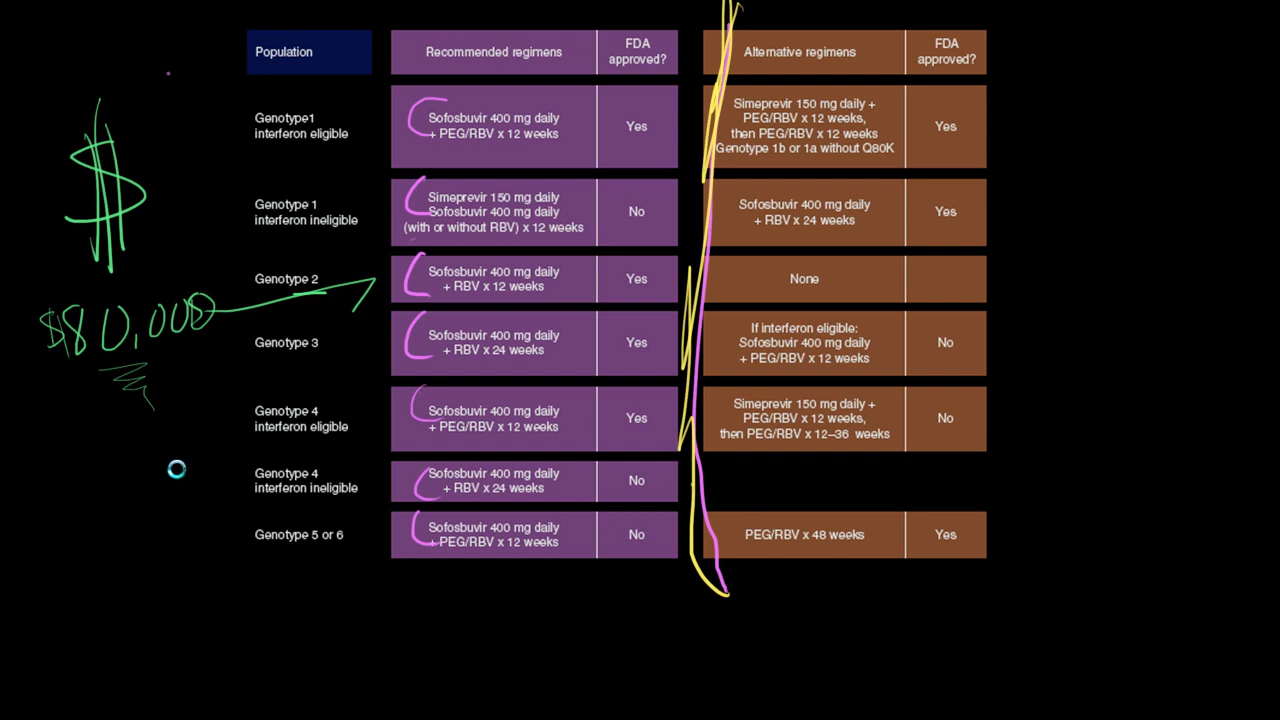 Population
Recommended regimens
FDA
approved?
Alternative regimens
FDA
approved?
Genotype1
interferon eligible
Sofosbuvir 400 mg daily
+ PEG/RBV x 12 weeks
Yes
Simeprevir 150 mg daily +
PEG/RBV x 12 weeks,
then PEG/RBV x 12 weeks
Genotype 1b or 1a without Q80K
Yes
Genotype 1
interferon ineligible
Simeprevir 150 mg daily
Sofosbuvir 400 mg daily
(with or without RBV) x 12 weeks
No
Sofosbuvir 400 mg daily
+ RBV x 24 weeks
Yes
Genotype 2
Sofosbuvir 400 mg daily
+ RBV x 12 weeks
Yes
None
Genotype 3
Sofosbuvir 400 mg daily
+ RBV x 24 weeks
Yes
If interferon eligible:
Sofosbuvir 400 mg daily
+ PEG/RBV x 12 weeks
No
Genotype 4
interferon eligible
Sofosbuvir 400 mg daily
+ PEG/RBV x 12 weeks
Yes
Simeprevir 150 mg daily +
PEG/RBV x 12 weeks,
then PEG/RBV x 12–36 weeks
No
Genotype 4
interferon ineligible
Sofosbuvir 400 mg daily
+ RBV x 24 weeks
No
Genotype 5 or 6
Sofosbuvir 400 mg daily
+ PEG/RBV x 12 weeks
No
PEG/RBV x 48 weeks
Yes
$
$80,000